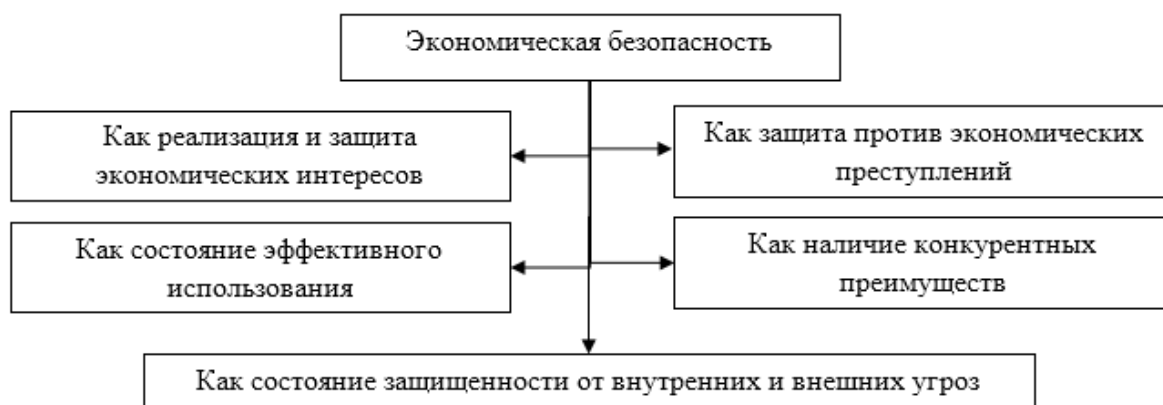 Экономическая безопасность
Как реализация и защита
экономических интересов
Как защита против экономических
преступлений
Как состояние эффективного
использования
Как наличие конкурентных
преимуществ
Как состояние защищенности от внутренних и внешних угроз